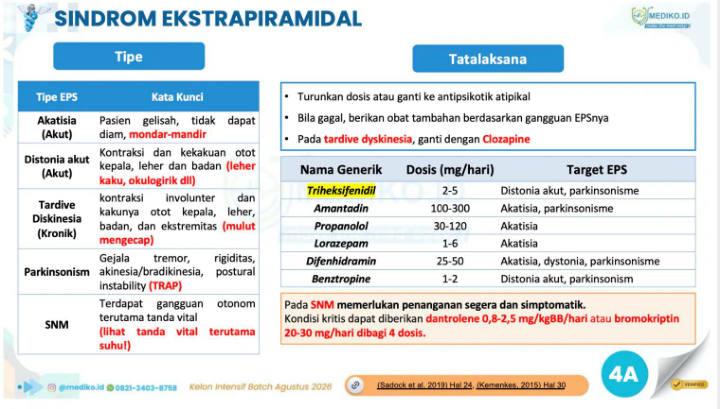 SINDROM EKSTRAPIRAMIDAL
MEDIKO.ID
Tipe
Tipe EPS Kata Kunci
Akatisia
(Akut)
Pasien gelisah, tidak dapat
diam, mondar-mandir
Distonia akut
(Akut)
Kontraksi dan kekakuan otot
kepala, leher dan badan (leher
kaku, okulogirik dll)
Tardive
Diskinesia
(Kronik)
kontraksi involunter dan
kakunya otot kepala, leher,
badan, dan ekstremitas (mulut
mengecap)
Parkinsonism
Gejala tremor, rigiditas,
akinesia/bradikinesia, postural
instability (TRAP)
SNM
Terdapat gangguan otonom
terutama tanda vital
(lihat tanda vital terutama
suhu!)
Tatalaksana
• Turunkan dosis atau ganti ke antipsikotik atipikal
• Bila gagal, berikan obat tambahan berdasarkan gangguan EPSnya
• Pada tardive dyskinesia, ganti dengan Clozapine
Nama Generik Dosis (mg/hari) Target EPS
Triheksifenidil 2-5 Distonia akut, parkinsonisme
Amantadin 100-300 Akatisia, parkinsonisme
Propanolol 30-120 Akatisia
Lorazepam 1-6 Akatisia
Difenhidramin 25-50 Akatisia, dystonia, parkinsonisme
Benztropine 1-2 Distonia akut, parkinsonism
Pada SNM memerlukan penanganan segera dan simptomatik.
Kondisi kritis dapat diberikan dantrolene 0,8-2,5 mg/kgBB/hari atau bromokriptin
20-30 mg/hari dibagi 4 dosis.
@mediko.id 0821-3403-8758 Kelon Intensif Batch Agustus 2026
(Sadock et al, 2019) Hal 24. (Kemenkes, 2015) Hal 30
4A
VERIFIED